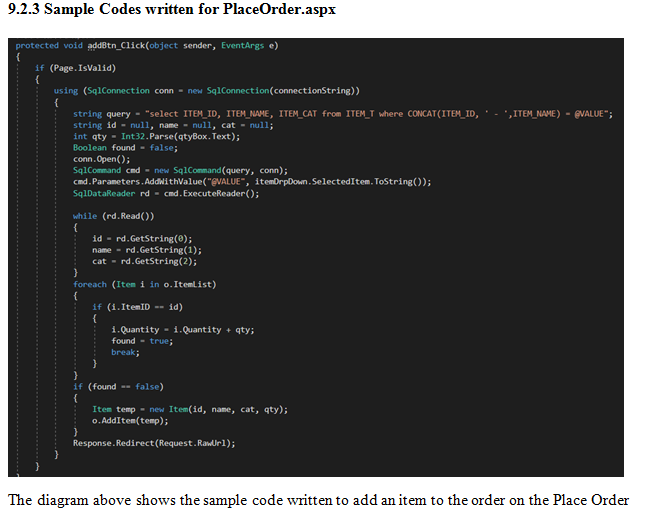 9.2.3 Sample Codes written for PlaceOrder.aspx
protected void addBtn_Click(object sender, EventArgs e)
{
if (Page.IsValid)
{
using (SqlConnection conn = new SqlConnection(connectionString))
{
string query = "select ITEM_ID, ITEM_NAME, ITEM_CAT from ITEM_T where CONCAT(ITEM_ID, ' - ',ITEM_NAME) = @VALUE";
string id = null, name = null, cat = null;
int qty = Int32.Parse(qtyBox.Text);
Boolean found = false;
conn.Open();
SqlCommand cmd = new SqlCommand(query, conn);
cmd.Parameters.AddWithValue("@VALUE", itemDrpDown.SelectedItem.ToString());
SqlDataReader rd = cmd.ExecuteReader();
while (rd.Read())
{
id = rd.GetString(0);
name = rd.GetString(1);
cat = rd.GetString(2);
}
foreach (Item i in o.ItemList)
{
if (i.ItemID == id)
{
i.Quantity = i.Quantity + qty;
found = true;
break;
}
}
if (found == false)
{
Item temp = new Item(id, name, cat, qty);
o.AddItem(temp);
}
Response.Redirect(Request.RawUrl);
}
}
The diagram above shows the sample code written to add an item to the order on the Place Order